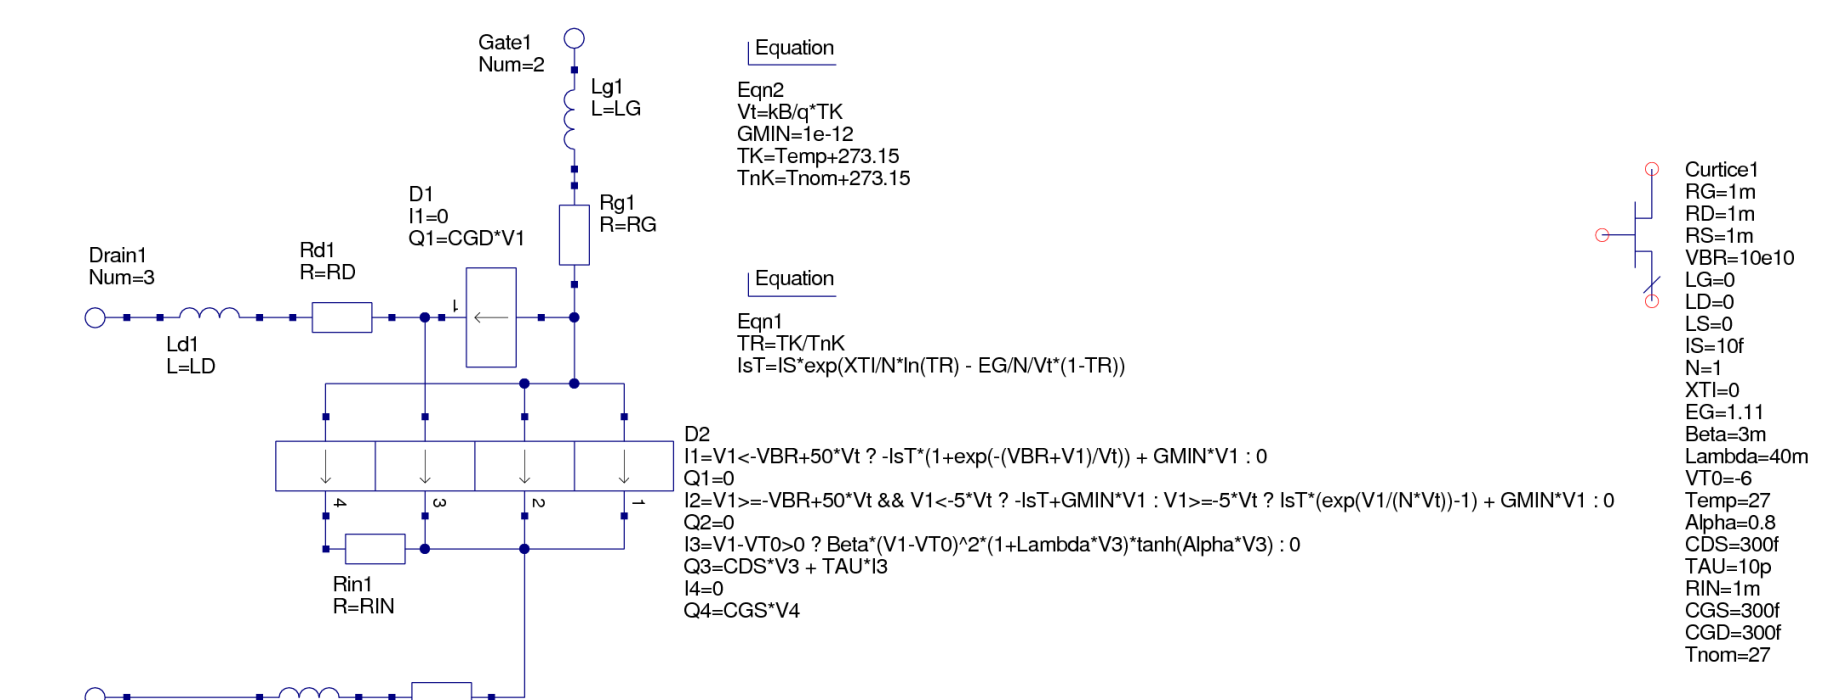 Gate1
Num=2
Lg1
L=LG
Equation
Eqn2
Vt=kB/q*TK
GMIN=1e-12
TK=Temp+273.15
TnK=Tnom+273.15
D1
I1=0
Q1=CGD*V1
Rg1
R=RG
Drain1
Num=3
Rd1
R=RD
1
Ld1
L=LD
Equation
Eqn1
TR=TK/TnK
IsT=IS*exp(XTI/N*ln(TR) - EG/N/Vt*(1-TR))
D2
I1=V1<-VBR+50*Vt ? -IsT*(1+exp(-(VBR+V1)/Vt)) + GMIN*V1 : 0
Q1=0
I2=V1>=-VBR+50*Vt && V1<-5*Vt ? -IsT+GMIN*V1 : V1>=-5*Vt ? IsT*(exp(V1/(N*Vt))-1) + GMIN*V1 : 0
Q2=0
I3=V1-VT0>0 ? Beta*(V1-VT0)^2*(1+Lambda*V3)*tanh(Alpha*V3) : 0
Q3=CDS*V3 + TAU*I3
I4=0
Q4=CGS*V4
4
3
2
1
Rin1
R=RIN
Curtice1
RG=1m
RD=1m
RS=1m
VBR=10e10
LG=0
LD=0
LS=0
IS=10f
N=1
XTI=0
EG=1.11
Beta=3m
Lambda=40m
VT0=-6
Temp=27
Alpha=0.8
CDS=300f
TAU=10p
RIN=1m
CGS=300f
CGD=300f
Tnom=27